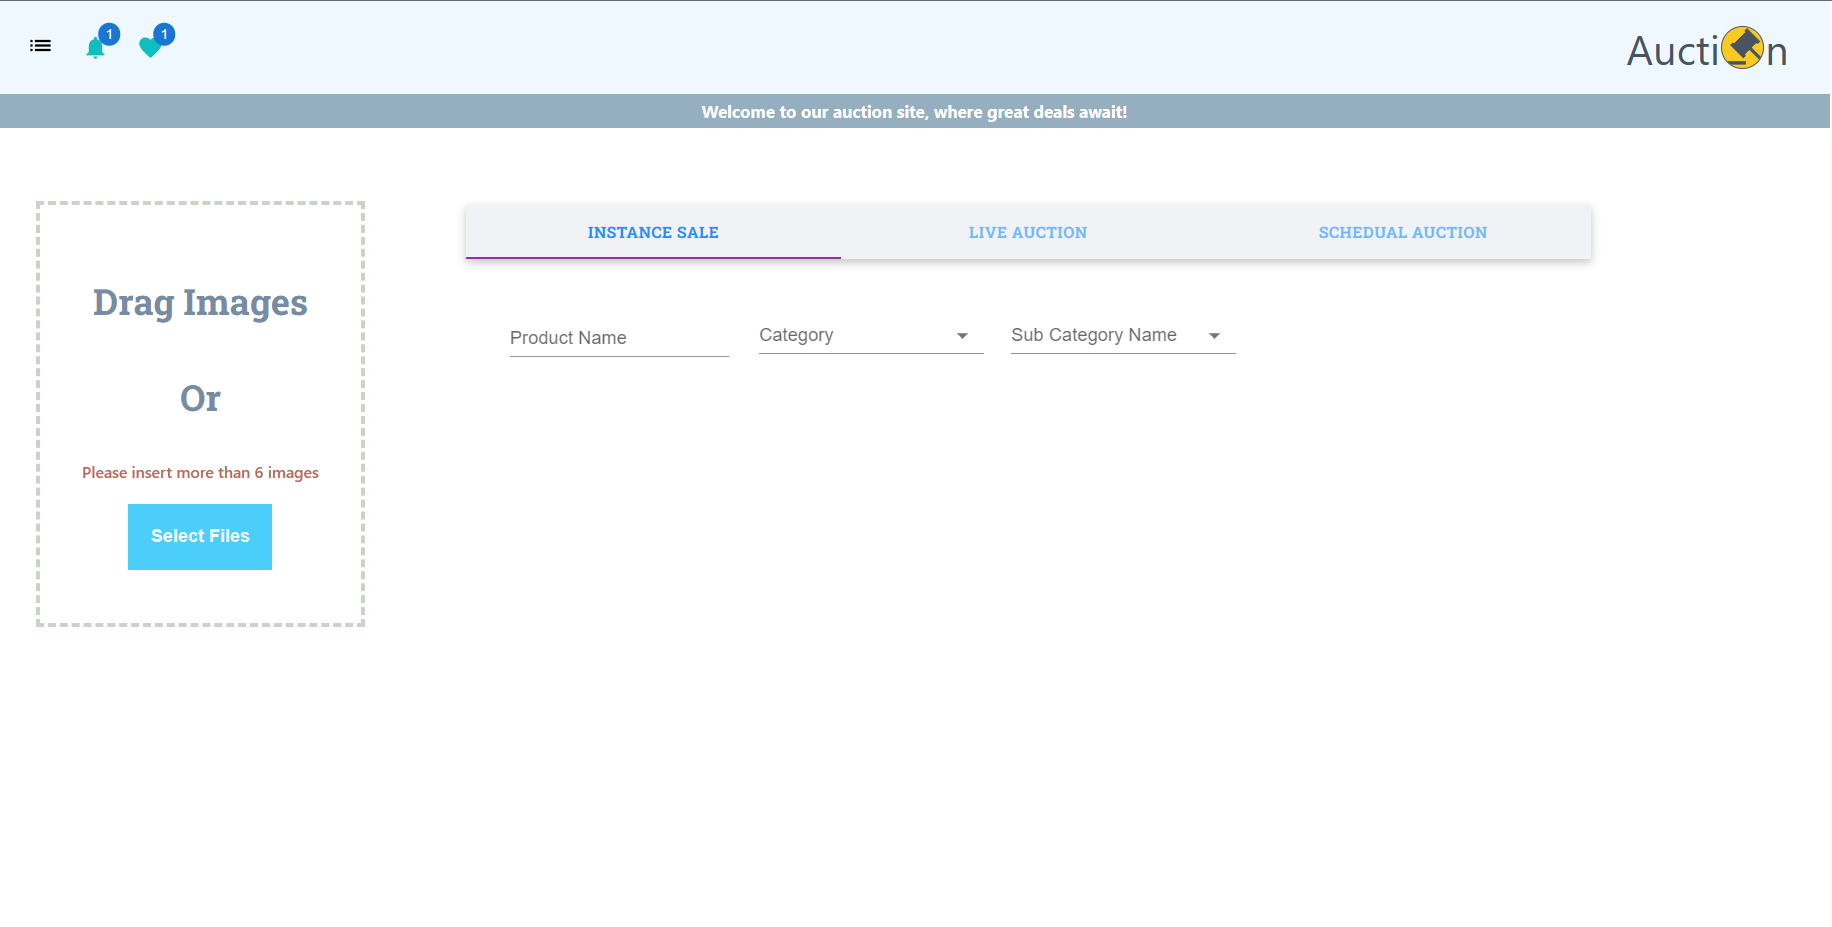 1 1
Aucti n
Welcome to our auction site, where great deals await!
Drag Images
Or
Please insert more than 6 images
Select Files
INSTANCE SALE LIVE AUCTION SCHEDUAL AUCTION
Product Name Category Sub Category Name